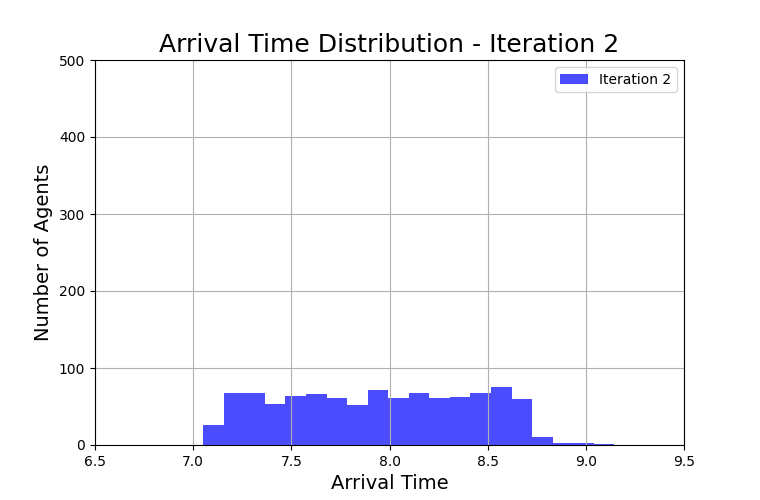 Arrival Time Distribution - Iteration 2
Iteration 2
500
400
300
200
100
0
Number of Agents
6.5 7.0 7.5 8.0 8.5 9.0 9.5
Arrival Time